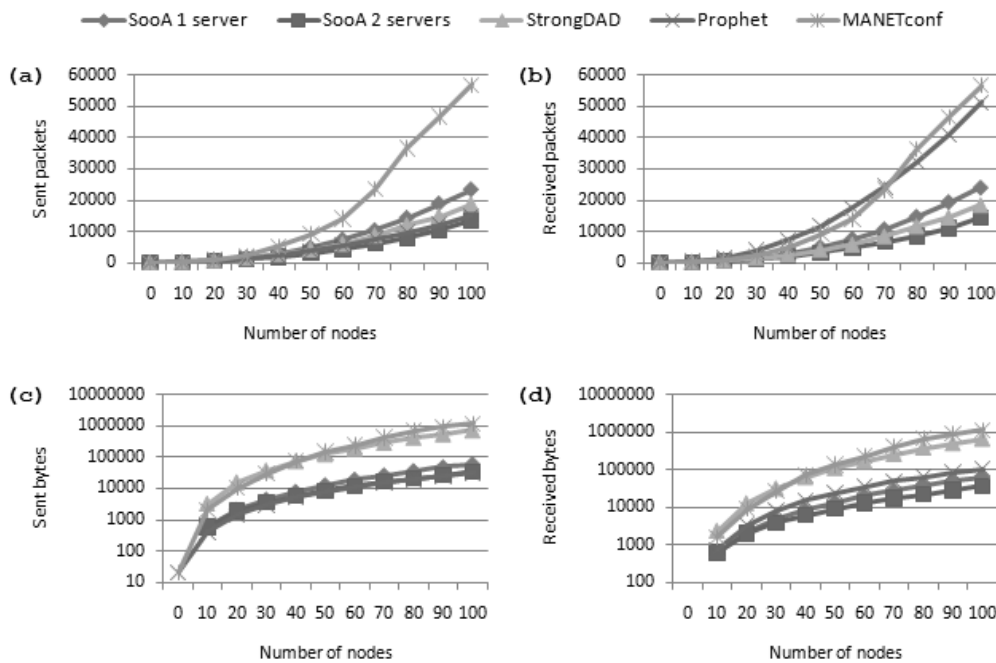 SooA 1 server SooA 2 servers StrongDAD Prophet MANETconf
(a)
60000
50000
40000
30000
20000
10000
0
Sent packets
0 10 20 30 40 50 60 70 80 90 100
Number of nodes
(b)
60000
50000
40000
30000
20000
10000
0
Received packets
0 10 20 30 40 50 60 70 80 90 100
Number of nodes
(c)
10000000
1000000
100000
10000
1000
100
10
Sent bytes
0 10 20 30 40 50 60 70 80 90 100
Number of nodes
(d)
10000000
1000000
100000
10000
1000
100
Received bytes
0 10 20 30 40 50 60 70 80 90 100
Number of nodes